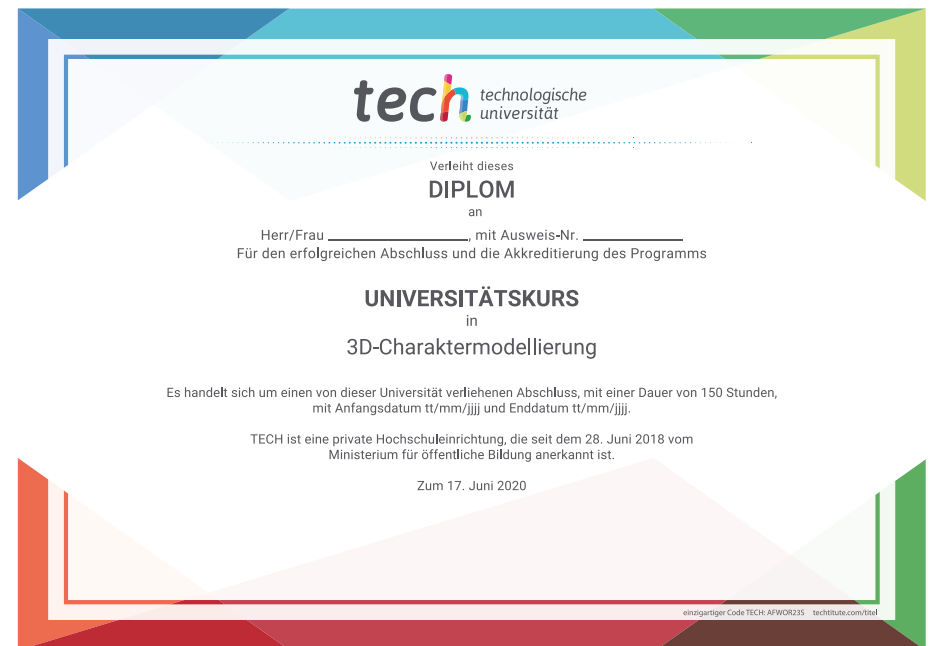 tech technologische
universität
Verleiht dieses
DIPLOM
an
Herr/Frau ____________________, mit Ausweis-Nr. ______________
Für den erfolgreichen Abschluss und die Akkreditierung des Programms
UNIVERSITÄTSKURS
in
3D-Charaktermodellierung
Es handelt sich um einen von dieser Universität verliehenen Abschluss, mit einer Dauer von 150 Stunden,
mit Anfangsdatum tt/mm/jjjj und Enddatum tt/mm/jjjj.
TECH ist eine private Hochschuleinrichtung, die seit dem 28. Juni 2018 vom
Ministerium für öffentliche Bildung anerkannt ist.
Zum 17. Juni 2020
einzigartiger Code TECH: AFWOR23S techtitute.com/titel